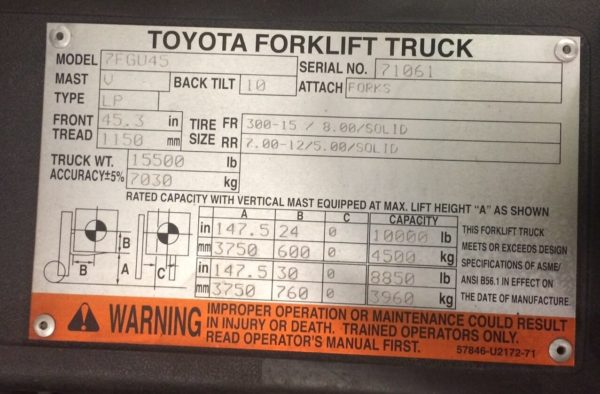 TOYOTA FORKLIFT TRUCK
MODEL 7FGU45 SERIAL NO. 71061
MAST V BACK TILT 10 ATTACH FORKS
TYPE LP
FRONT TREAD 45.3 in TIRE SIZE FR 300-15 / 8.00/SOLID
1150 mm RR 7.00-12/5.00/SOLID
TRUCK WT. 15500 lb
ACCURACY±5% 7030 kg
RATED CAPACITY WITH VERTICAL MAST EQUIPPED AT MAX. LIFT HEIGHT "A" AS SHOWN
A B C CAPACITY
in 147.5 24 0 10000 lb THIS FORKLIFT TRUCK
mm 3750 600 0 4500 kg MEETS OR EXCEEDS DESIGN
in 147.5 30 0 8850 lb SPECIFICATIONS OF ASME/
ANSI B56.1 IN EFFECT ON
mm 3750 760 0 3960 kg THE DATE OF MANUFACTURE.
B B A C
WARNING IMPROPER OPERATION OR MAINTENANCE COULD RESULT
IN INJURY OR DEATH. TRAINED OPERATORS ONLY.
READ OPERATOR'S MANUAL FIRST. 57846-U2172-71